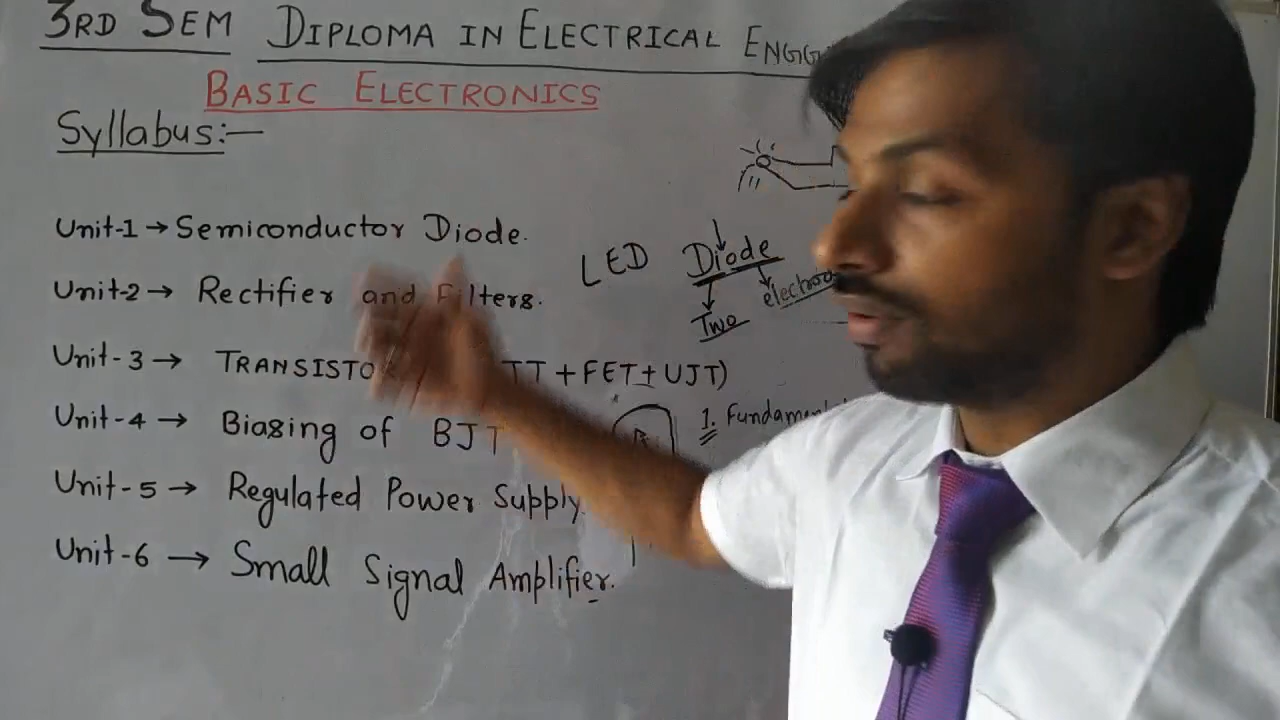 3RD SEM DIPLOMA IN ELECTRICAL ENGG
BASIC ELECTRONICS
Syllabus:-
Unit-1 → Semiconductor Diode.
Unit-2 → Rectifier and Filters.
Unit-3 → + FET + UJT)
Unit-4 → Biasing of BJT
Unit-5 → Regulated Power Supply.
Unit-6 → Small Signal Amplifier.
LED Diode
Two
1.